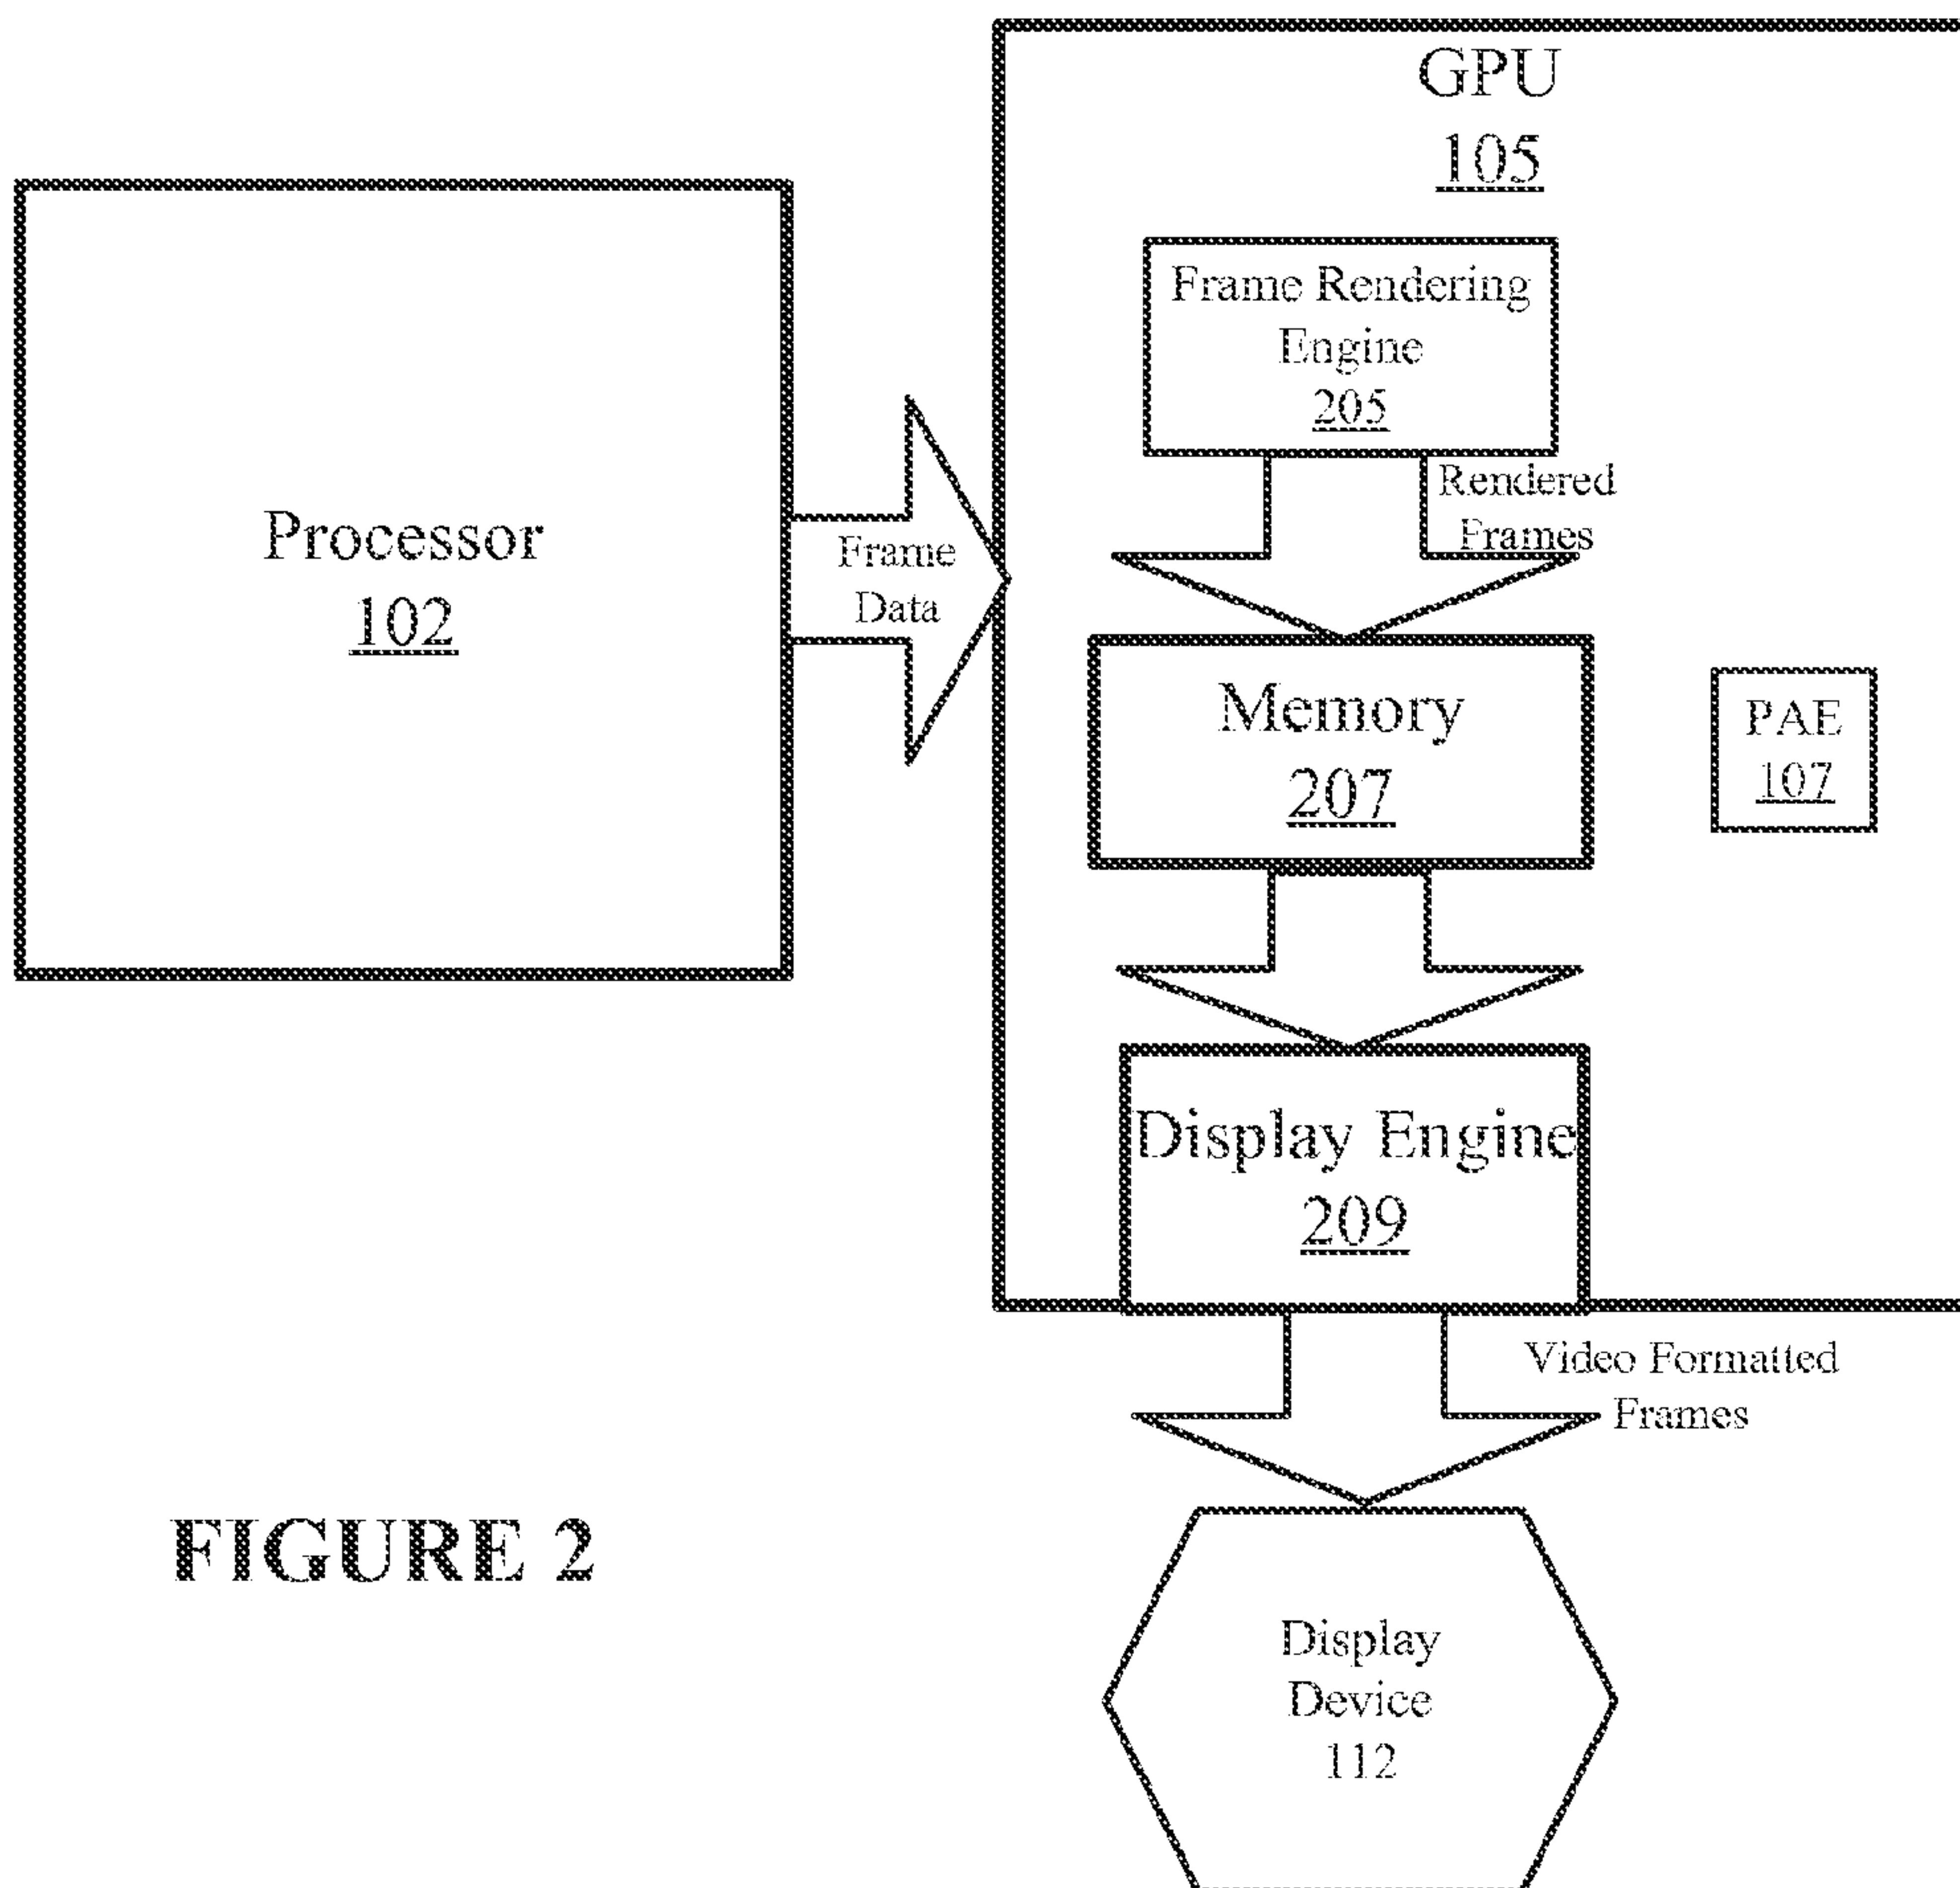 GPU
105
Frame Rendering
Engine
205
Rendered
Frames
Processor
102
Frame
Data
Memory
207
PAE
107
Display Engine
209
Video Formatted
Frames
FIGURE 2
Display
Device
112